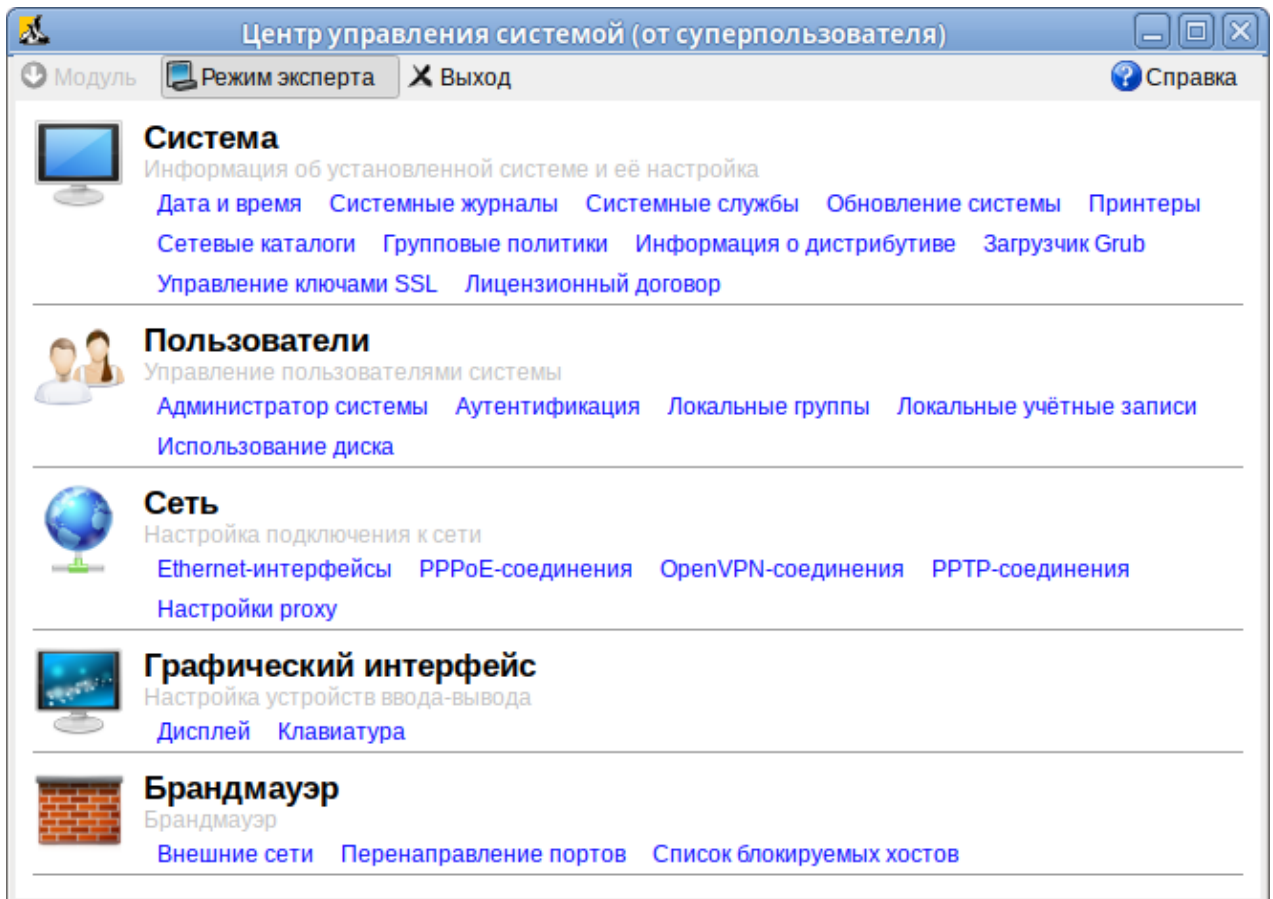 Центр управления системой (от суперпользователя)
Модуль Режим эксперта Выход Справка
Система
Информация об установленной системе и её настройка
Дата и время Системные журналы Системные службы Обновление системы Принтеры
Сетевые каталоги Групповые политики Информация о дистрибутиве Загрузчик Grub
Управление ключами SSL Лицензионный договор
Пользователи
Управление пользователями системы
Администратор системы Аутентификация Локальные группы Локальные учётные записи
Использование диска
Сеть
Настройка подключения к сети
Ethernet-интерфейсы PPPoE-соединения OpenVPN-соединения PPTP-соединения
Настройки proxy
Графический интерфейс
Настройка устройств ввода-вывода
Дисплей Клавиатура
Брандмауэр
Брандмауэр
Внешние сети Перенаправление портов Список блокируемых хостов